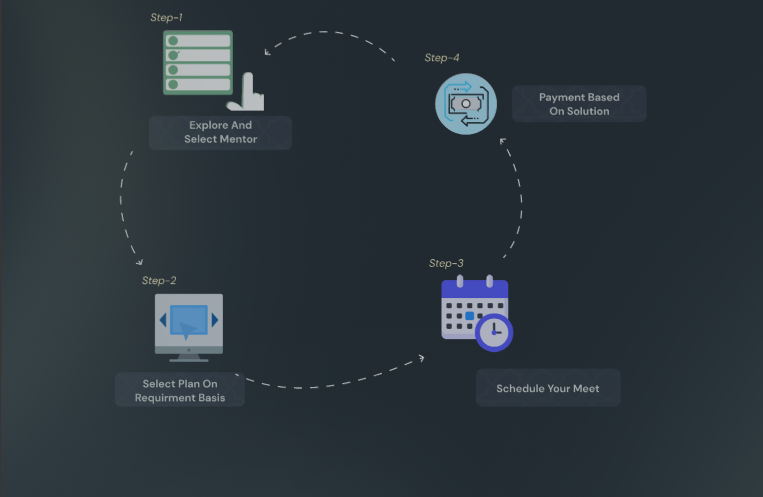 Step-1
Explore And
Select Mentor
Step-2
Select Plan On
Requirment Basis
Step-3
Schedule Your Meet
Step-4
Payment Based
On Solution